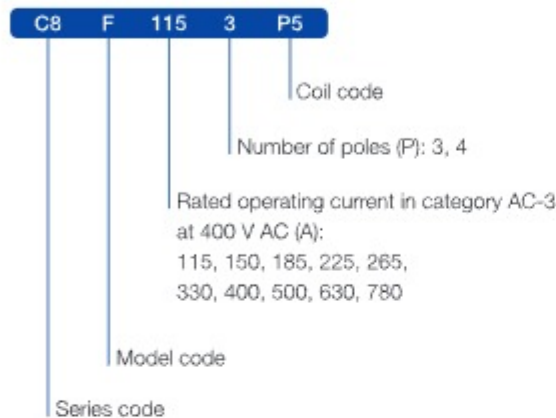 C8 F 115 3 P5
Coil code
Number of poles (P): 3, 4
Rated operating current in category AC-3
at 400 V AC (A):
115, 150, 185, 225, 265,
330, 400, 500, 630, 780
Model code
Series code